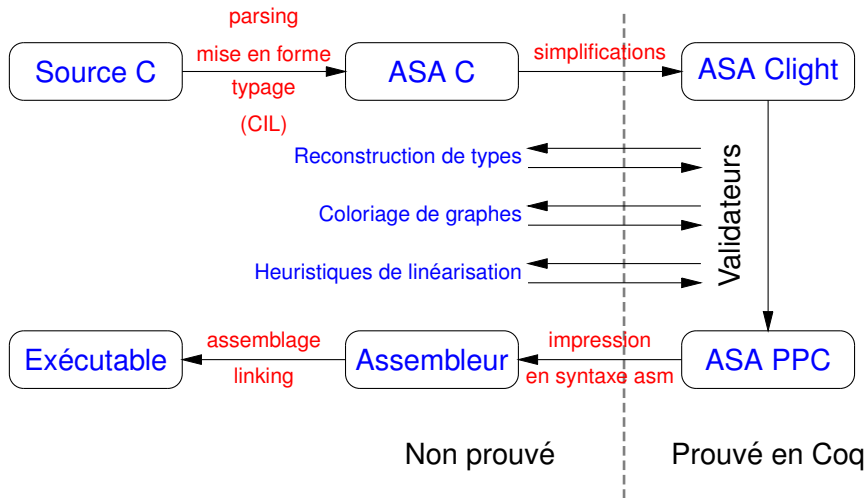 parsing
mise en forme
typage
(CIL)
Source C
ASA C
simplifications
ASA Clight
Reconstruction de types
Coloriage de graphes
Heuristiques de linéarisation
Validateurs
Exécutable
assemblage
linking
Assembleur
impression
en syntaxe asm
ASA PPC
Non prouvé
Prouvé en Coq